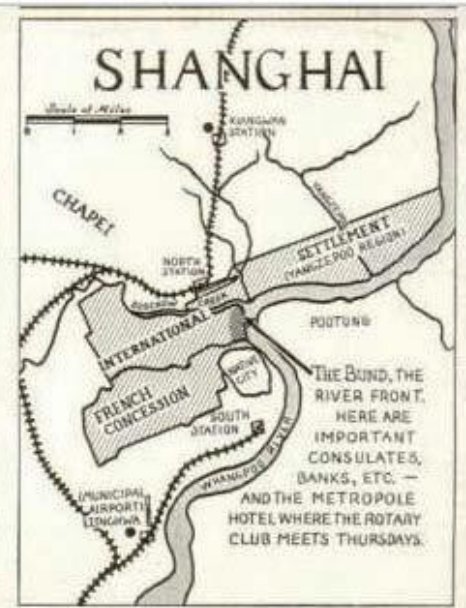 SHANGHAI
Scale of Miles
0
KIANGWAN
STATION
CHAPEI
NORTH
STATION
SETTLEMENT
(YANGTZEPOO REGION)
SOOCHOW CREEK
INTERNATIONAL
POOTUNG
FRENCH
CONCESSION
NATIVE
CITY
SOUTH
STATION
WHANGPOO RIVER
(MUNICIPAL
AIRPORT)
LUNGHWA
THE BUND, THE
RIVER FRONT.
HERE ARE
IMPORTANT
CONSULATES,
BANKS, ETC. —
AND THE METROPOLE
HOTEL WHERE THE ROTARY
CLUB MEETS THURSDAYS.